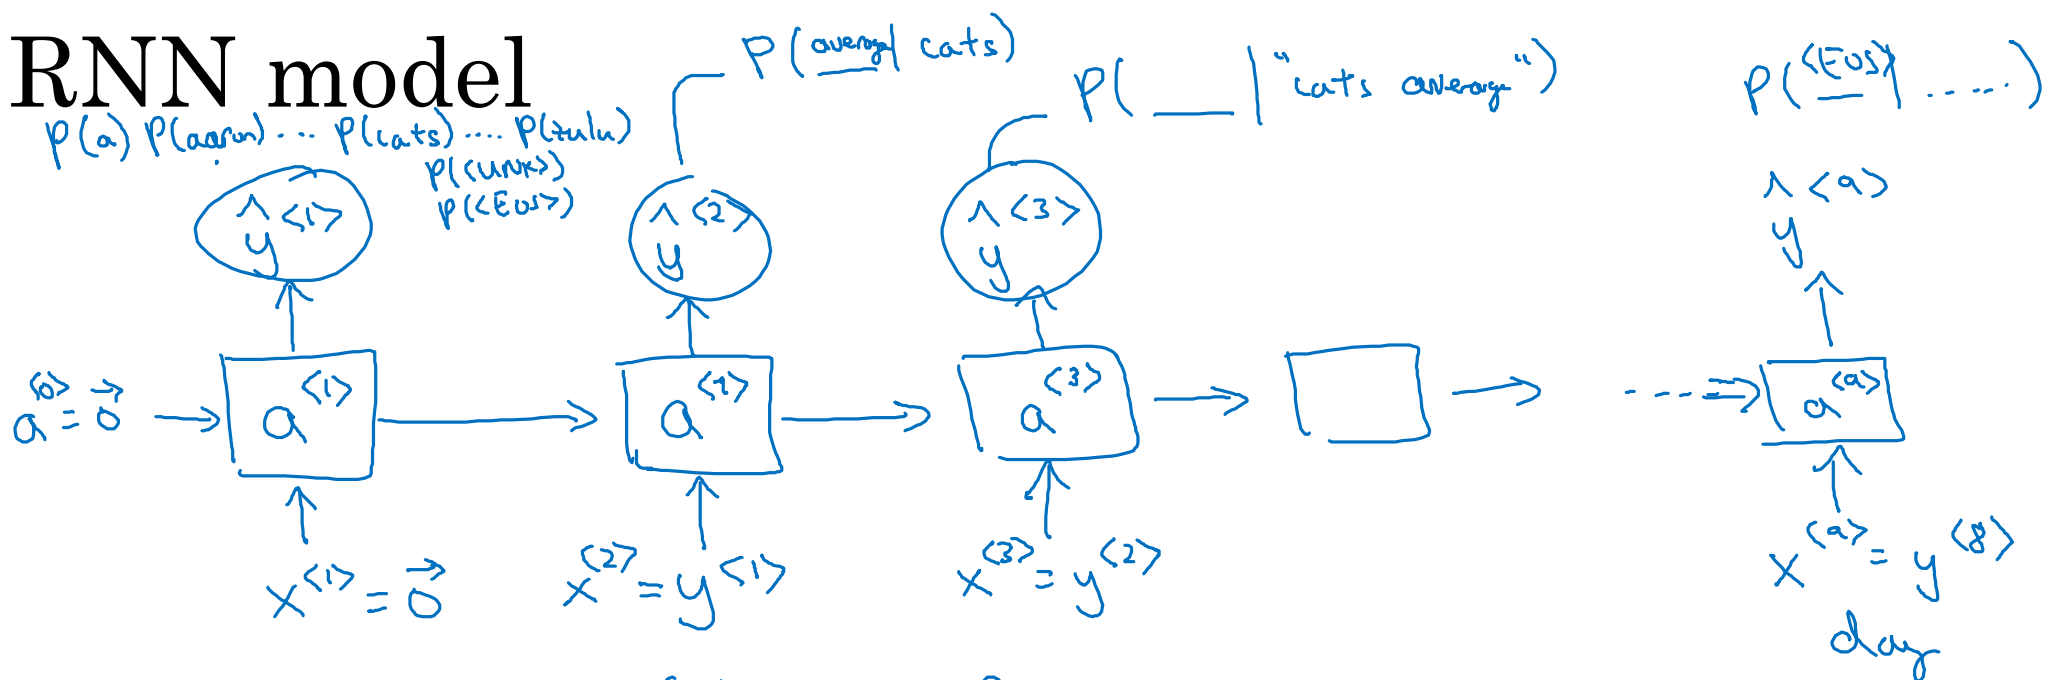 RNN model
P(average | cats)
P( ___ | "cats average")
P(<EOS> | ......)
P(a) P(aaron) ... P(cats) .... P(zulu)
P(<UNK>)
P(<EOS>)
ŷ<1>
ŷ<2>
ŷ<3>
ŷ<9>
a<0> = 0⃗
a<1>
a<2>
a<3>
a<9>
x<1> = 0⃗
x<2> = y<1>
x<3> = y<2>
x<9> = y<8>
day